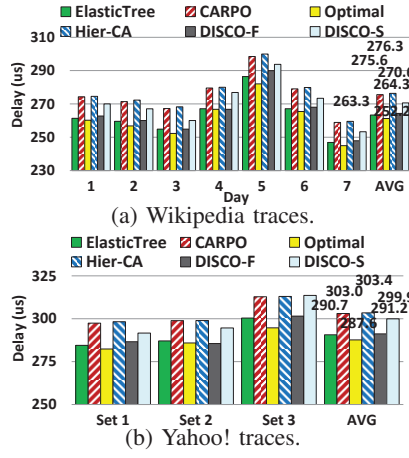 ElasticTree CARPO Optimal
Hier-CA DISCO-F DISCO-S
Delay (us)
310
290
270
250
230
276.3
275.6
264.3
263.3
1 2 3 4 5 6 7 AVG
Day
(a) Wikipedia traces.
ElasticTree CARPO Optimal
Hier-CA DISCO-F DISCO-S
Delay (us)
325
300
275
250
303.4
303.0
290.7
291.2
287.6
Set 1 Set 2 Set 3 AVG
(b) Yahoo! traces.